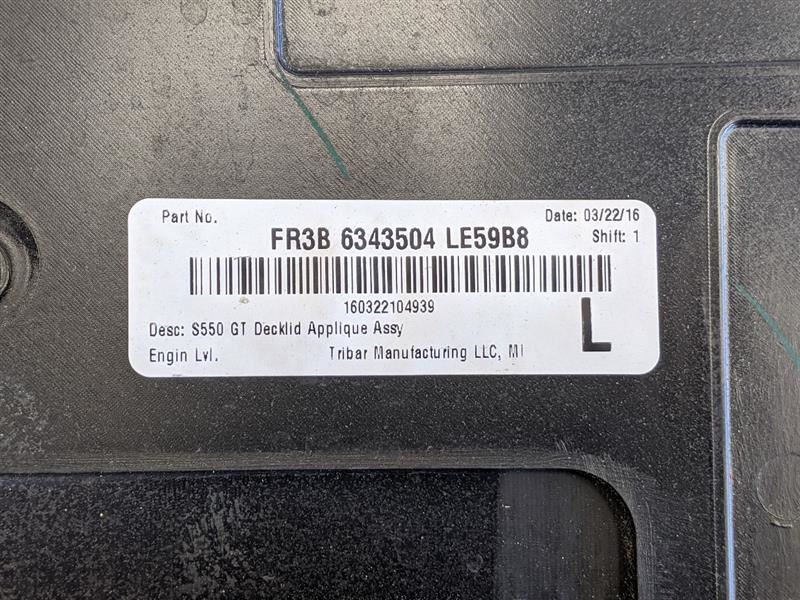 Part No.
Date: 03/22/16
FR3B 6343504 LE59B8
Shift: 1
160322104939
Desc: S550 GT Decklid Applique Assy
L
Engin Lvl.
Tribar Manufacturing LLC, MI